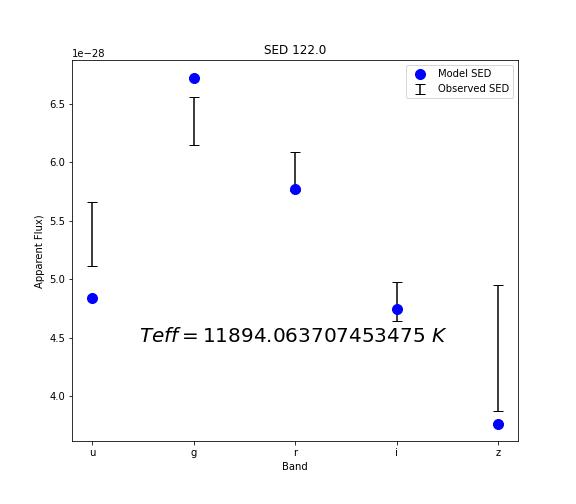 SED 122.0
1e−28
Model SED
Observed SED
6.5
6.0
5.5
5.0
4.5
4.0
Apparent Flux)
Teff = 11894.063707453475 K
u g r i z
Band